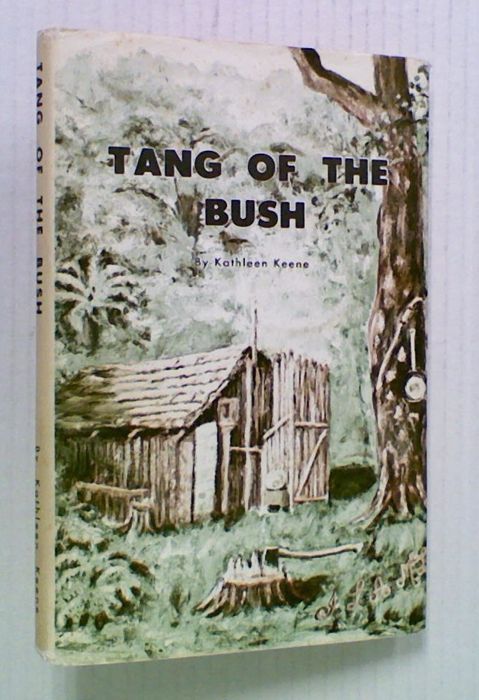 TANG OF THE
BUSH
By Kathleen Keene
TANG OF THE BUSH
By Kathleen Keene